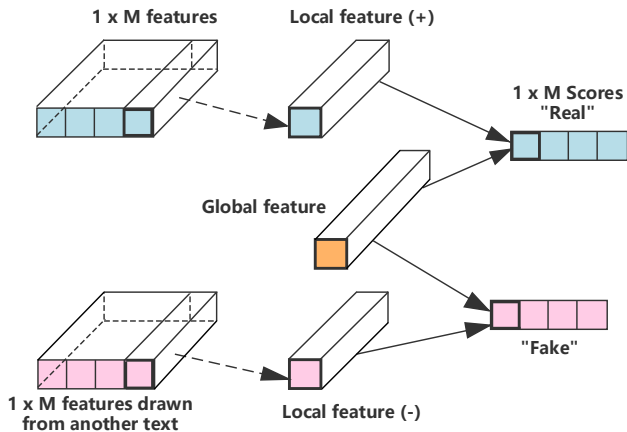 1 x M features
Local feature (+)
1 x M Scores
"Real"
Global feature
"Fake"
1 x M features drawn
from another text
Local feature (-)